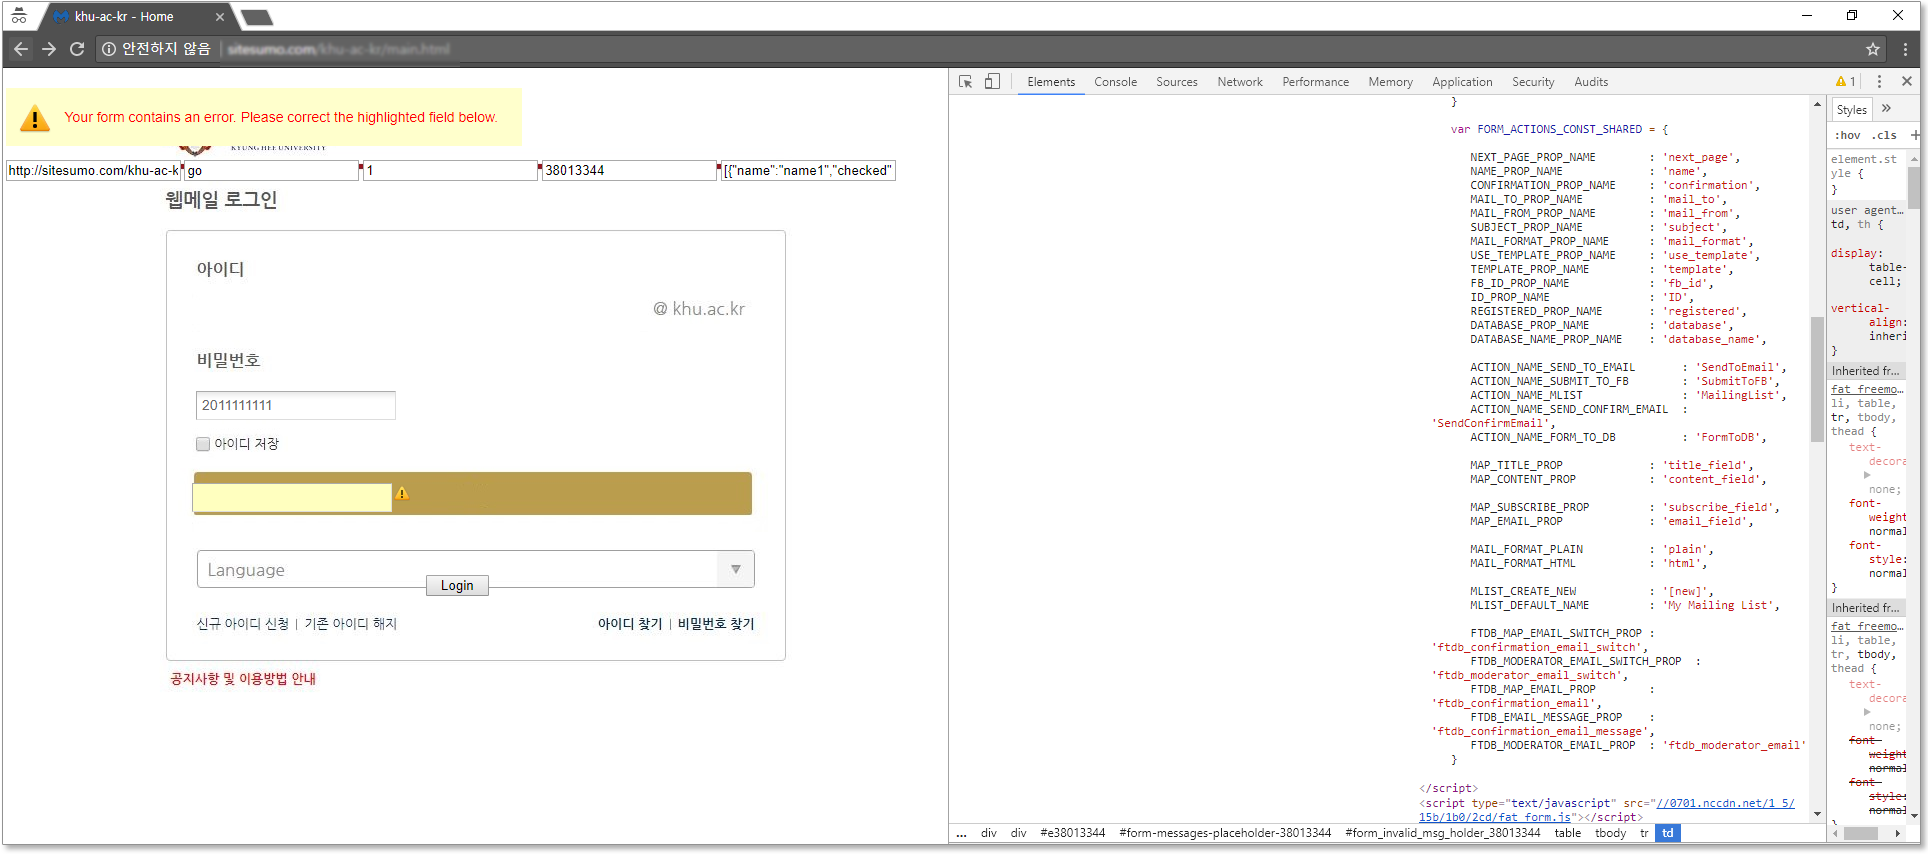 khu-ac-kr - Home
안전하지 않음 sitesumo.com/khu-ac-kr/main.html
Your form contains an error. Please correct the highlighted field below.
KYUNG HEE UNIVERSITY
http://sitesumo.com/khu-ac-k go 1 38013344 [{"name":"name1","checked"
웹메일 로그인
아이디
@ khu.ac.kr
비밀번호
2011111111
아이디 저장
Language
Login
신규 아이디 신청 | 기존 아이디 해지 아이디 찾기 | 비밀번호 찾기
공지사항 및 이용방법 안내
Elements Console Sources Network Performance Memory Application Security Audits 1
}
var FORM_ACTIONS_CONST_SHARED = {
NEXT_PAGE_PROP_NAME : 'next_page',
NAME_PROP_NAME : 'name',
CONFIRMATION_PROP_NAME : 'confirmation',
MAIL_TO_PROP_NAME : 'mail_to',
MAIL_FROM_PROP_NAME : 'mail_from',
SUBJECT_PROP_NAME : 'subject',
MAIL_FORMAT_PROP_NAME : 'mail_format',
USE_TEMPLATE_PROP_NAME : 'use_template',
TEMPLATE_PROP_NAME : 'template',
FB_ID_PROP_NAME : 'fb_id',
ID_PROP_NAME : 'ID',
REGISTERED_PROP_NAME : 'registered',
DATABASE_PROP_NAME : 'database',
DATABASE_NAME_PROP_NAME : 'database_name',
ACTION_NAME_SEND_TO_EMAIL : 'SendToEmail',
ACTION_NAME_SUBMIT_TO_FB : 'SubmitToFB',
ACTION_NAME_MLIST : 'MailingList',
ACTION_NAME_SEND_CONFIRM_EMAIL :
'SendConfirmEmail',
ACTION_NAME_FORM_TO_DB : 'FormToDB',
MAP_TITLE_PROP : 'title_field',
MAP_CONTENT_PROP : 'content_field',
MAP_SUBSCRIBE_PROP : 'subscribe_field',
MAP_EMAIL_PROP : 'email_field',
MAIL_FORMAT_PLAIN : 'plain',
MAIL_FORMAT_HTML : 'html',
MLIST_CREATE_NEW : '[new]',
MLIST_DEFAULT_NAME : 'My Mailing List',
FTDB_MAP_EMAIL_SWITCH_PROP :
'ftdb_confirmation_email_switch',
FTDB_MODERATOR_EMAIL_SWITCH_PROP :
'ftdb_moderator_email_switch',
FTDB_MAP_EMAIL_PROP :
'ftdb_confirmation_email',
FTDB_EMAIL_MESSAGE_PROP :
'ftdb_confirmation_email_message',
FTDB_MODERATOR_EMAIL_PROP : 'ftdb_moderator_email'
}
</script>
<script type="text/javascript" src="//0701.nccdn.net/1_5/
15b/1b0/2cd/fat_form.js"></script>
... div div #e38013344 #form-messages-placeholder-38013344 #form_invalid_msg_holder_38013344 table tbody tr td
Styles »
:hov .cls +
element.st
yle {
}
user agent…
td, th {
display:
table-
cell;
vertical-
align:
inheri
}
Inherited fr…
fat_freemo…
li, table,
tr, tbody,
thead {
text-
decora
none;
font-
weight
normal
font-
style:
normal
}
Inherited fr…
fat_freemo…
li, table,
tr, tbody,
thead {
text-
decora
none;
font-
weight
normal
font-
style:
normal
}